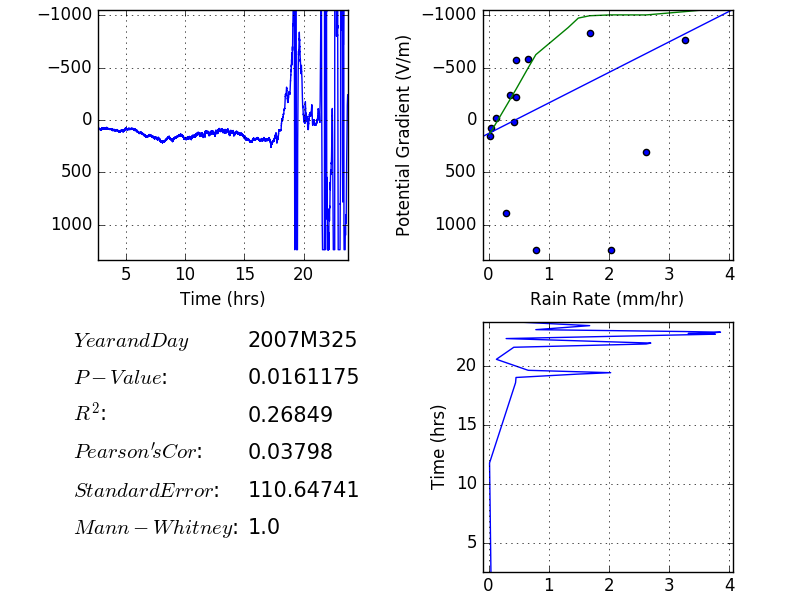 −1000
−500
0
500
1000
5 10 15 20
Time (hrs)
Potential Gradient (V/m)
−1000
−500
0
500
1000
0 1 2 3 4
Rain Rate (mm/hr)
YearandDay 2007M325
P−Value: 0.0161175
R²: 0.26849
Pearson'sCor: 0.03798
StandardError: 110.64741
Mann−Whitney: 1.0
Time (hrs)
20
15
10
5
0 1 2 3 4